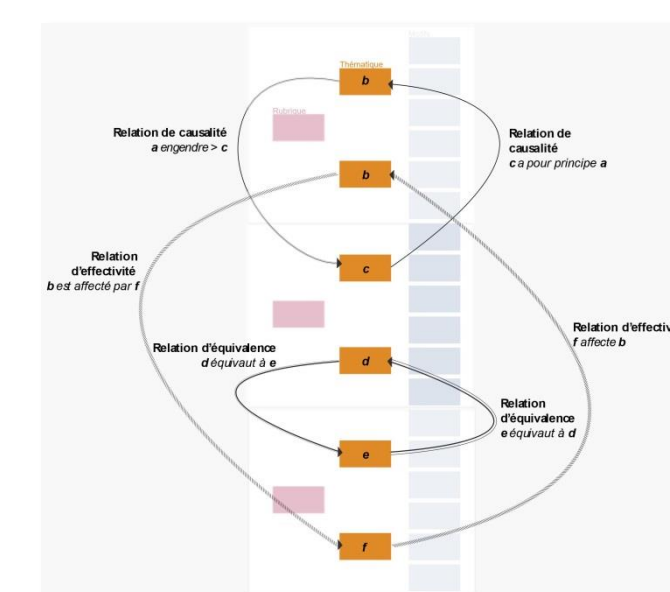 Thématique
b
Rubrique
Relation de causalité
a engendre > c
Relation de
causalité
c a pour principe a
b
Relation
d'effectivité
b est affecté par f
c
Relation d'effectiv
f affecte b
Relation d'équivalence
d équivaut à e
d
Relation
d'équivalence
e équivaut à d
e
f